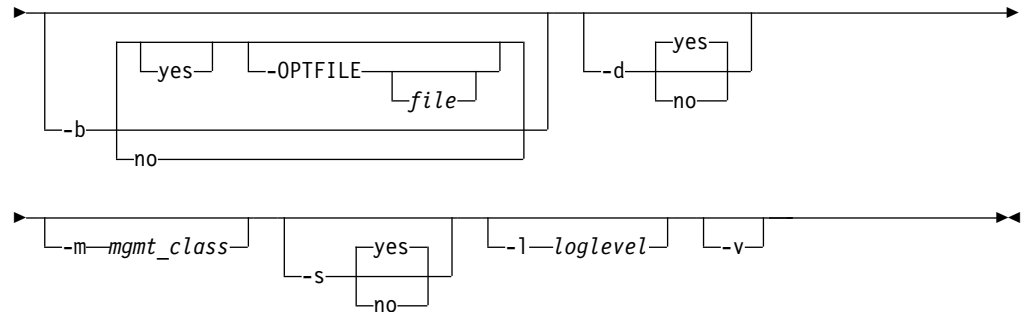 -b
yes
-OPTFILE
file
no
-d
yes
no
-m mgmt_class
-s
yes
no
-l loglevel
-v